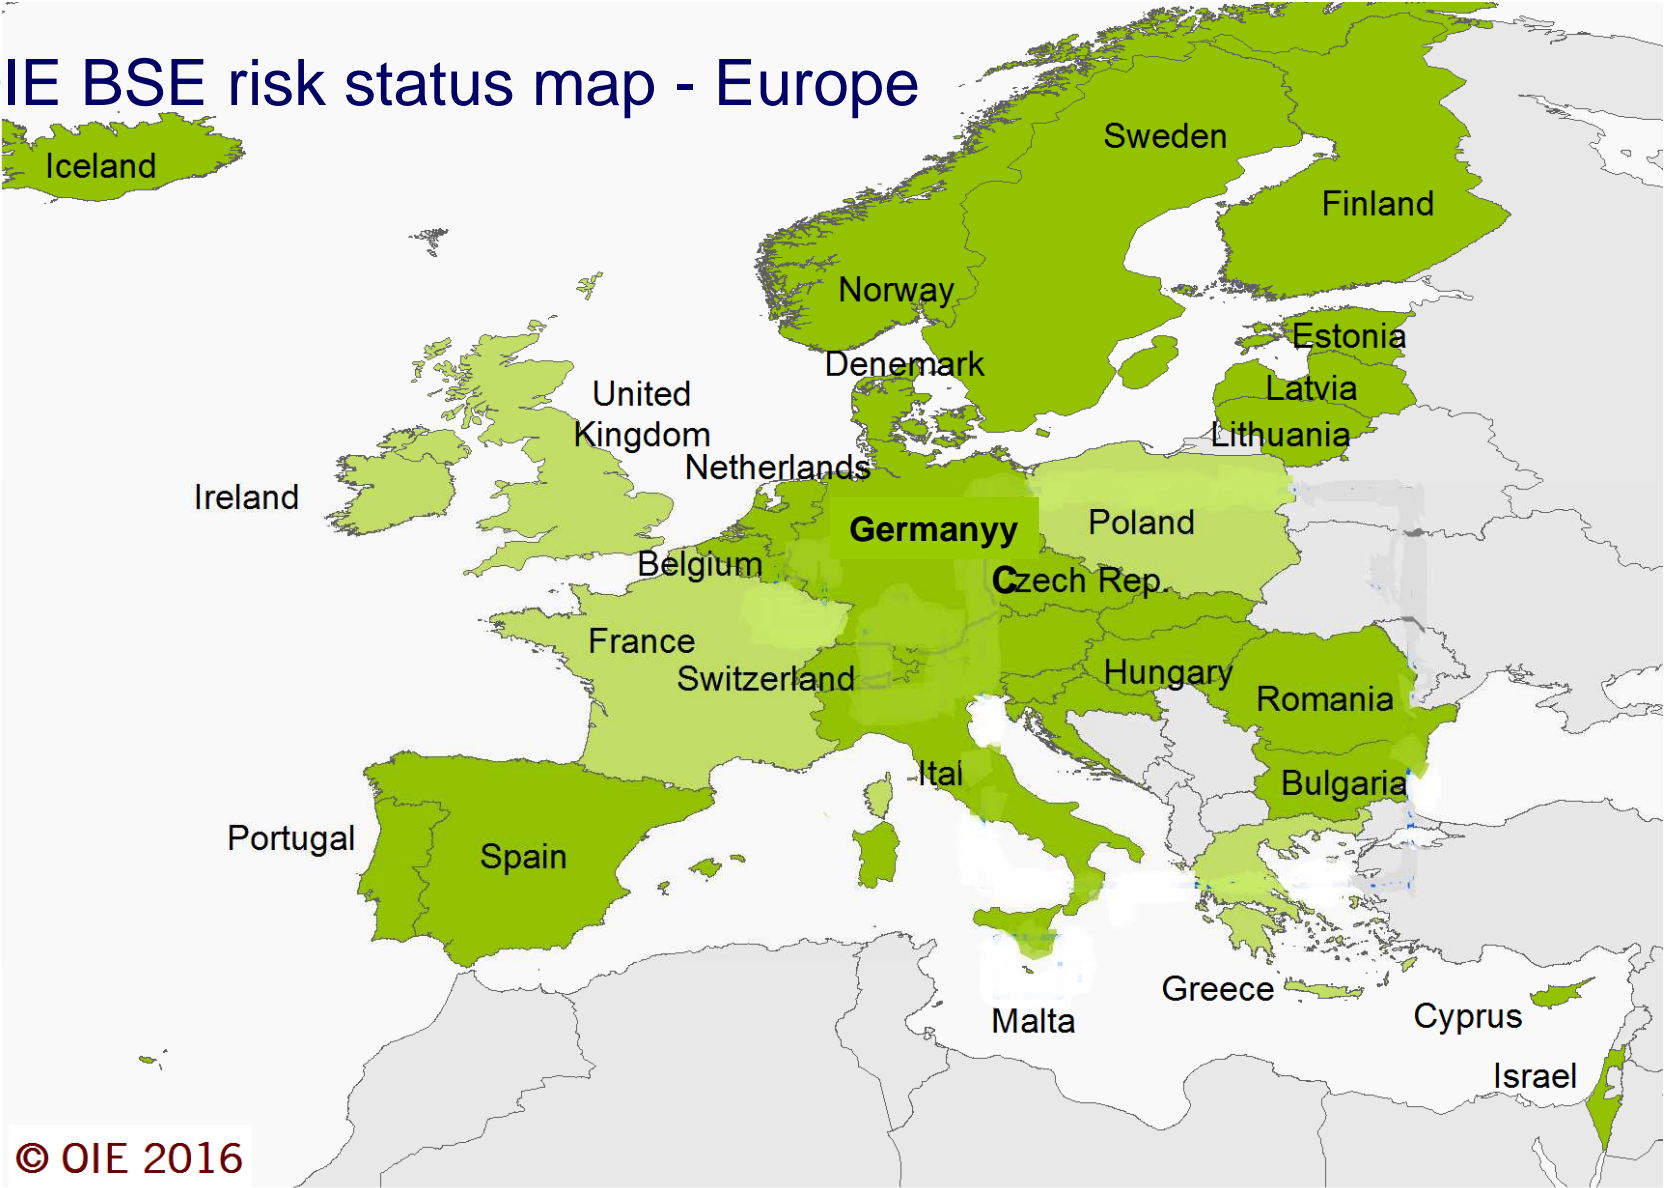 IE BSE risk status map - Europe
Iceland
Sweden
Finland
Norway
Estonia
Denemark
Latvia
United
Kingdom
Lithuania
Netherlands
Ireland
Germanyy
Poland
Belgium
Czech Rep.
France
Switzerland
Hungary
Romania
Ital
Bulgaria
Portugal
Spain
Greece
Malta
Cyprus
Israel
© OIE 2016